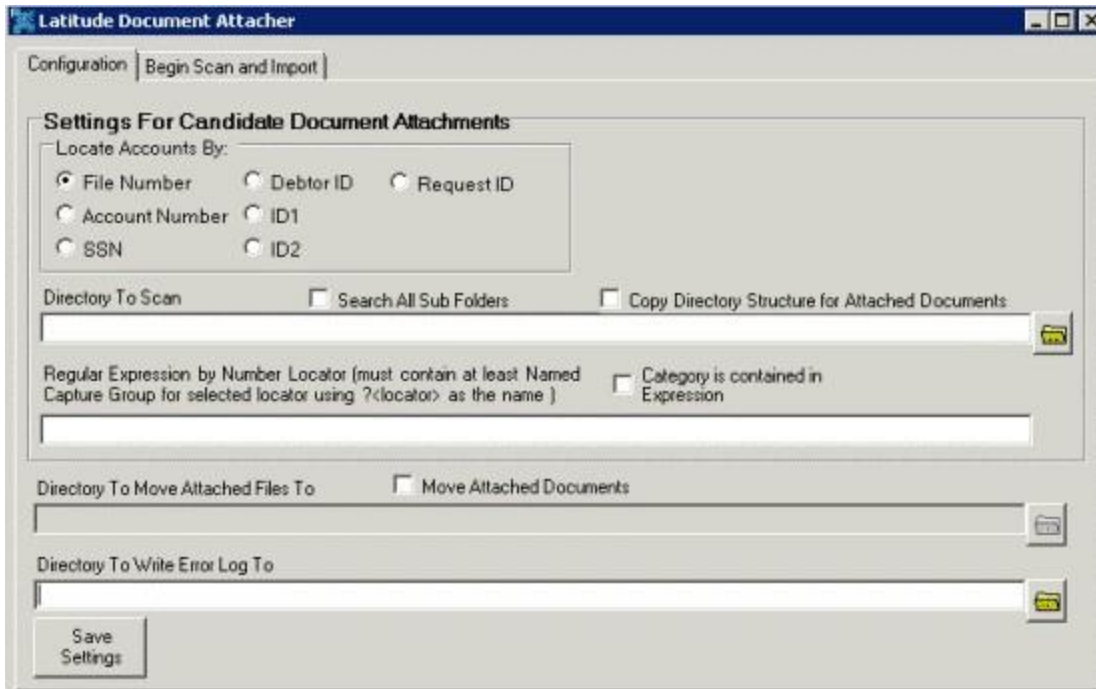 Latitude Document Attacher
Configuration Begin Scan and Import
Settings For Candidate Document Attachments
Locate Accounts By:
File Number Debtor ID Request ID
Account Number ID1
SSN ID2
Directory To Scan Search All Sub Folders Copy Directory Structure for Attached Documents
Regular Expression by Number Locator (must contain at least Named
Capture Group for selected locator using ?<locator> as the name )
Category is contained in
Expression
Directory To Move Attached Files To Move Attached Documents
Directory To Write Error Log To
Save
Settings